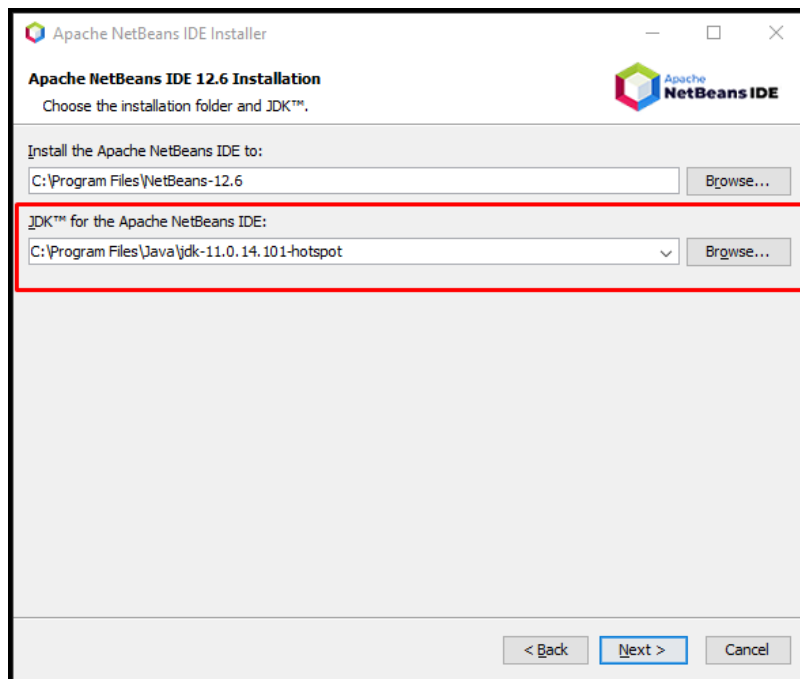 Apache NetBeans IDE Installer
Apache NetBeans IDE 12.6 Installation
Choose the installation folder and JDK™.
Apache
NetBeans IDE
Install the Apache NetBeans IDE to:
C:\Program Files\NetBeans-12.6 Browse...
JDK™ for the Apache NetBeans IDE:
C:\Program Files\Java\jdk-11.0.14.101-hotspot Browse...
< Back Next > Cancel